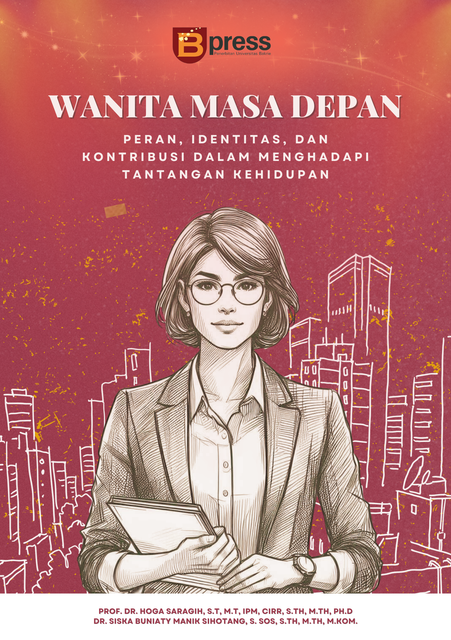 Bpress
WANITA MASA DEPAN
PERAN, IDENTITAS, DAN
KONTRIBUSI DALAM MENGHADAPI
TANTANGAN KEHIDUPAN
PROF. DR. HOGA SARAGIH, S.T, M.T, IPM, CIRR, S.TH, M.TH, PH.D
DR. SISKA BUNIATY MANIK SIHOTANG, S. SOS, S.TH, M.TH, M.KOM.